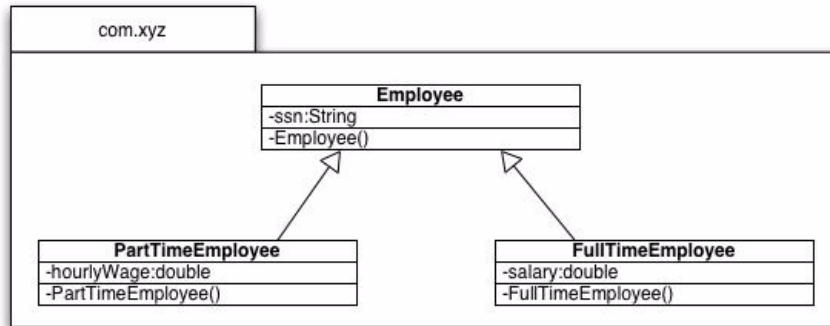 com.xyz
Employee
-ssn:String
-Employee()
PartTimeEmployee
-hourlyWage:double
-PartTimeEmployee()
FullTimeEmployee
-salary:double
-FullTimeEmployee()